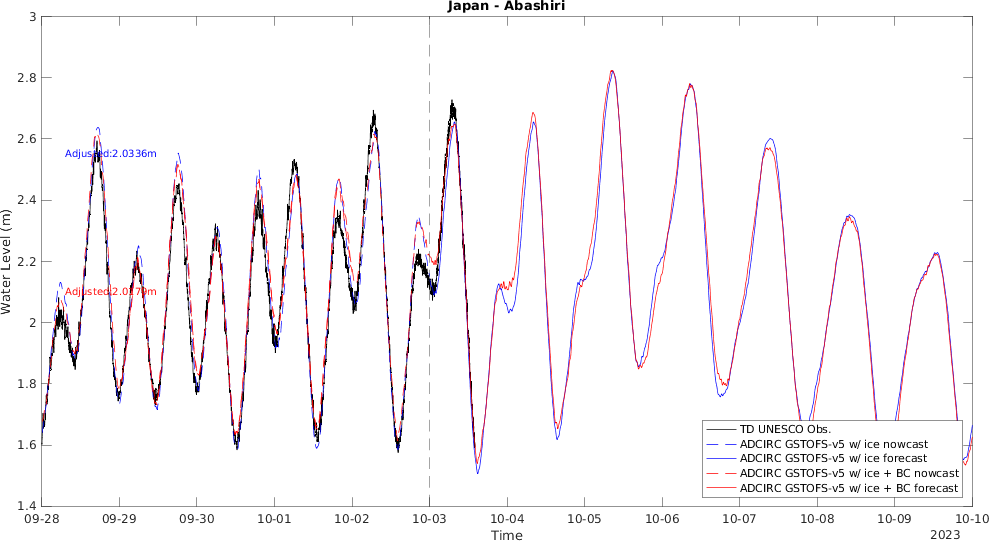 Japan - Abashiri
3
2.8
2.6
2.4
2.2
2
1.8
1.6
1.4
Water Level (m)
Adjusted:2.0336m
TD UNESCO Obs.
ADCIRC GSTOFS-v5 w/ ice nowcast
ADCIRC GSTOFS-v5 w/ ice forecast
ADCIRC GSTOFS-v5 w/ ice + BC nowcast
ADCIRC GSTOFS-v5 w/ ice + BC forecast
09-28 09-29 09-30 10-01 10-02 10-03 10-04 10-05 10-06 10-07 10-08 10-09 10-10
Time
2023